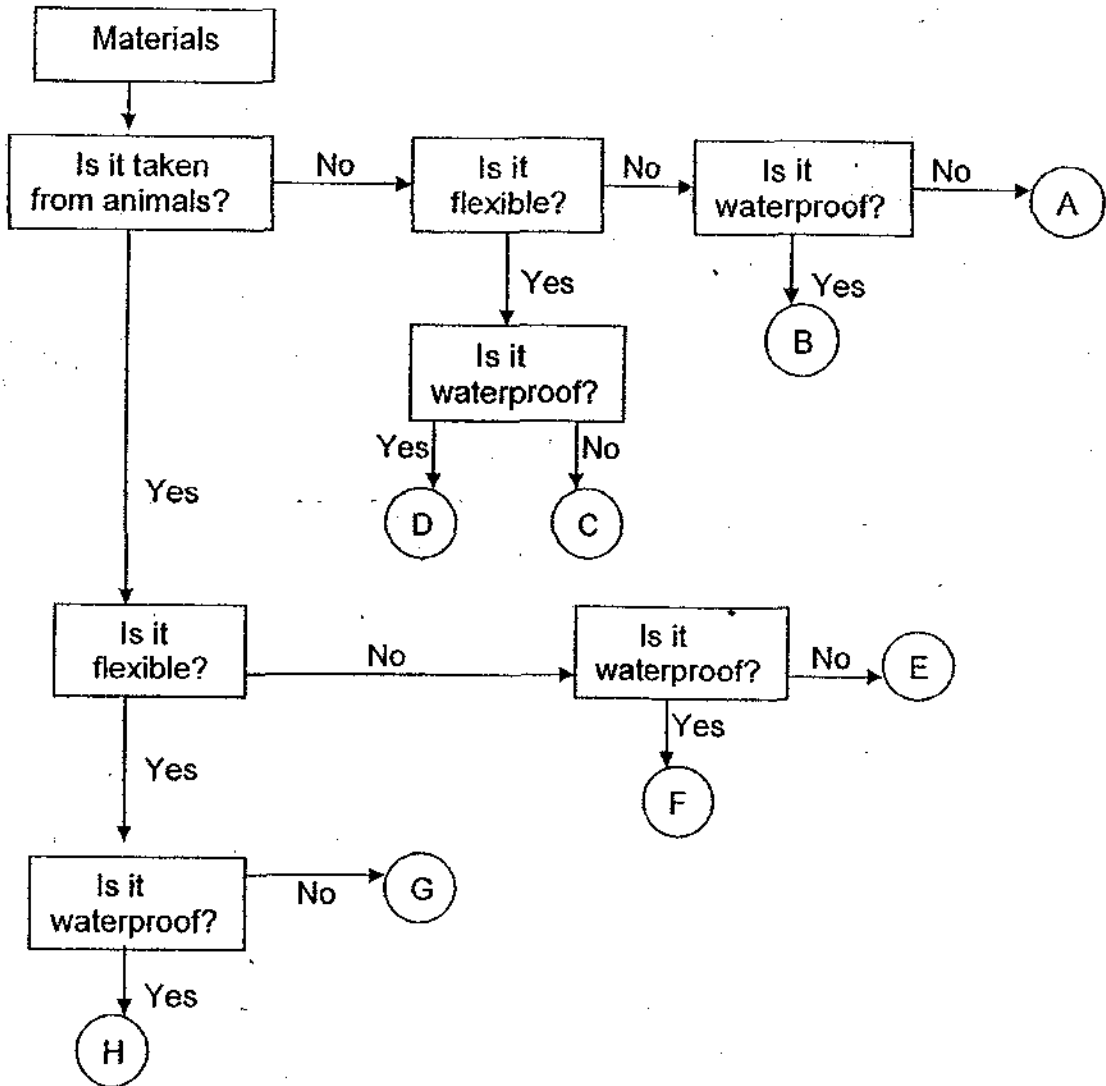 Materials
Is it taken
from animals?
No
Is it
flexible?
No
Is it
waterproof?
No
A
Yes
Yes
B
Is it
waterproof?
Yes
No
D
C
Yes
Is it
flexible?
No
Is it
waterproof?
No
E
Yes
F
Yes
Is it
waterproof?
No
G
Yes
H